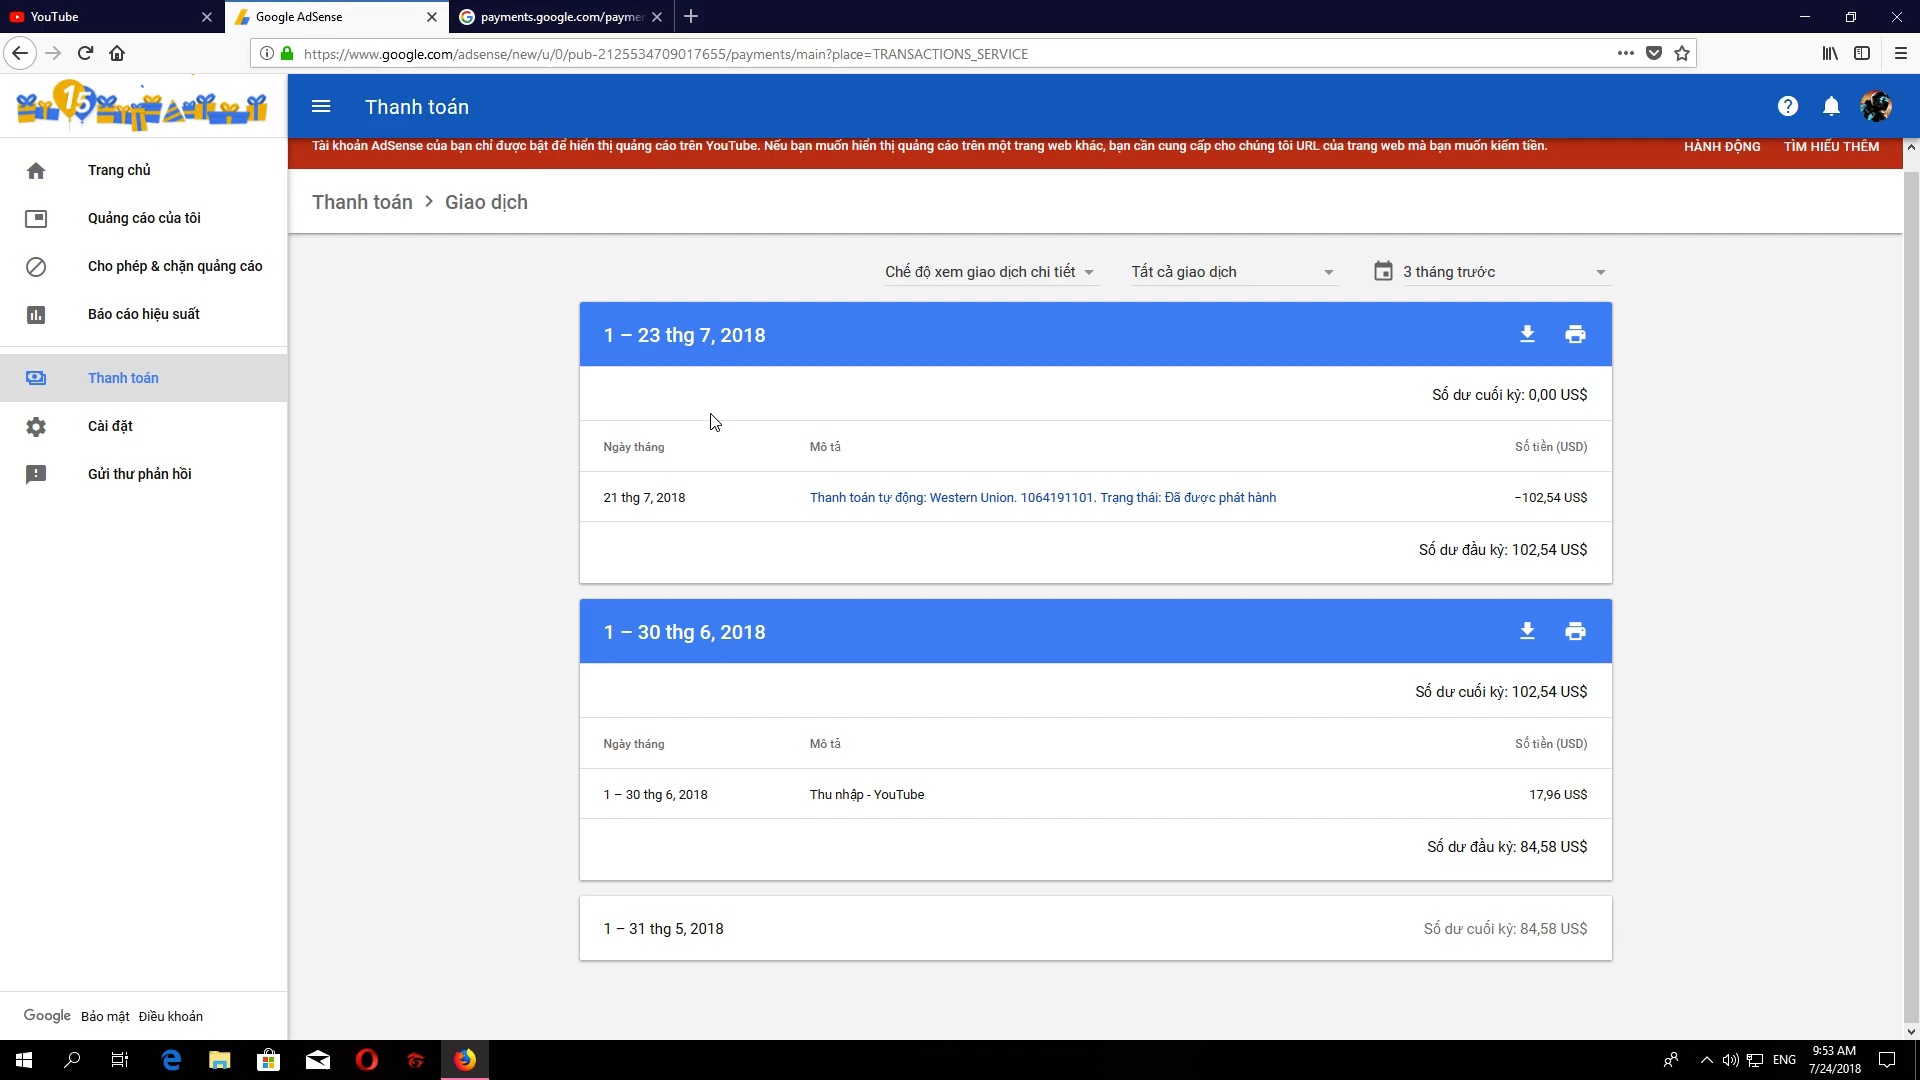 YouTube
Google AdSense
payments.google.com/paymen
https://www.google.com/adsense/new/u/0/pub-2125534709017655/payments/main?place=TRANSACTIONS_SERVICE
15
Thanh toán
Tài khoản AdSense của bạn chỉ được bật để hiển thị quảng cáo trên YouTube. Nếu bạn muốn hiển thị quảng cáo trên một trang web khác, bạn cần cung cấp cho chúng tôi URL của trang web mà bạn muốn kiếm tiền.
HÀNH ĐỘNG
TÌM HIỂU THÊM
Trang chủ
Quảng cáo của tôi
Cho phép & chặn quảng cáo
Báo cáo hiệu suất
Thanh toán
Cài đặt
Gửi thư phản hồi
Google Bảo mật Điều khoản
Thanh toán > Giao dịch
Chế độ xem giao dịch chi tiết
Tất cả giao dịch
3 tháng trước
1 – 23 thg 7, 2018
Số dư cuối kỳ: 0,00 US$
Ngày tháng Mô tả Số tiền (USD)
21 thg 7, 2018 Thanh toán tự động: Western Union. 1064191101. Trạng thái: Đã được phát hành −102,54 US$
Số dư đầu kỳ: 102,54 US$
1 – 30 thg 6, 2018
Số dư cuối kỳ: 102,54 US$
Ngày tháng Mô tả Số tiền (USD)
1 – 30 thg 6, 2018 Thu nhập - YouTube 17,96 US$
Số dư đầu kỳ: 84,58 US$
1 – 31 thg 5, 2018 Số dư cuối kỳ: 84,58 US$
ENG
9:53 AM
7/24/2018